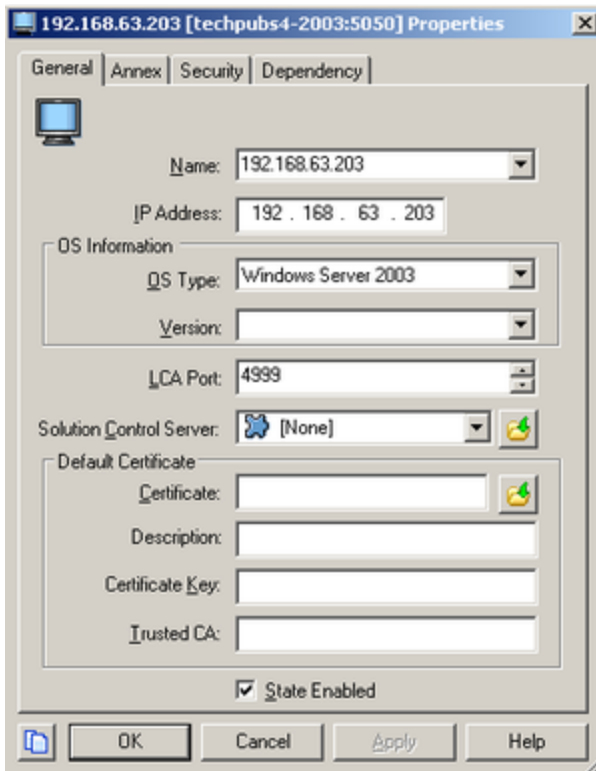 192.168.63.203 [techpubs4-2003:5050] Properties
General Annex Security Dependency
Name: 192.168.63.203
IP Address: 192 . 168 . 63 . 203
OS Information
OS Type: Windows Server 2003
Version:
LCA Port: 4999
Solution Control Server: [None]
Default Certificate
Certificate:
Description:
Certificate Key:
Trusted CA:
State Enabled
OK Cancel Apply Help